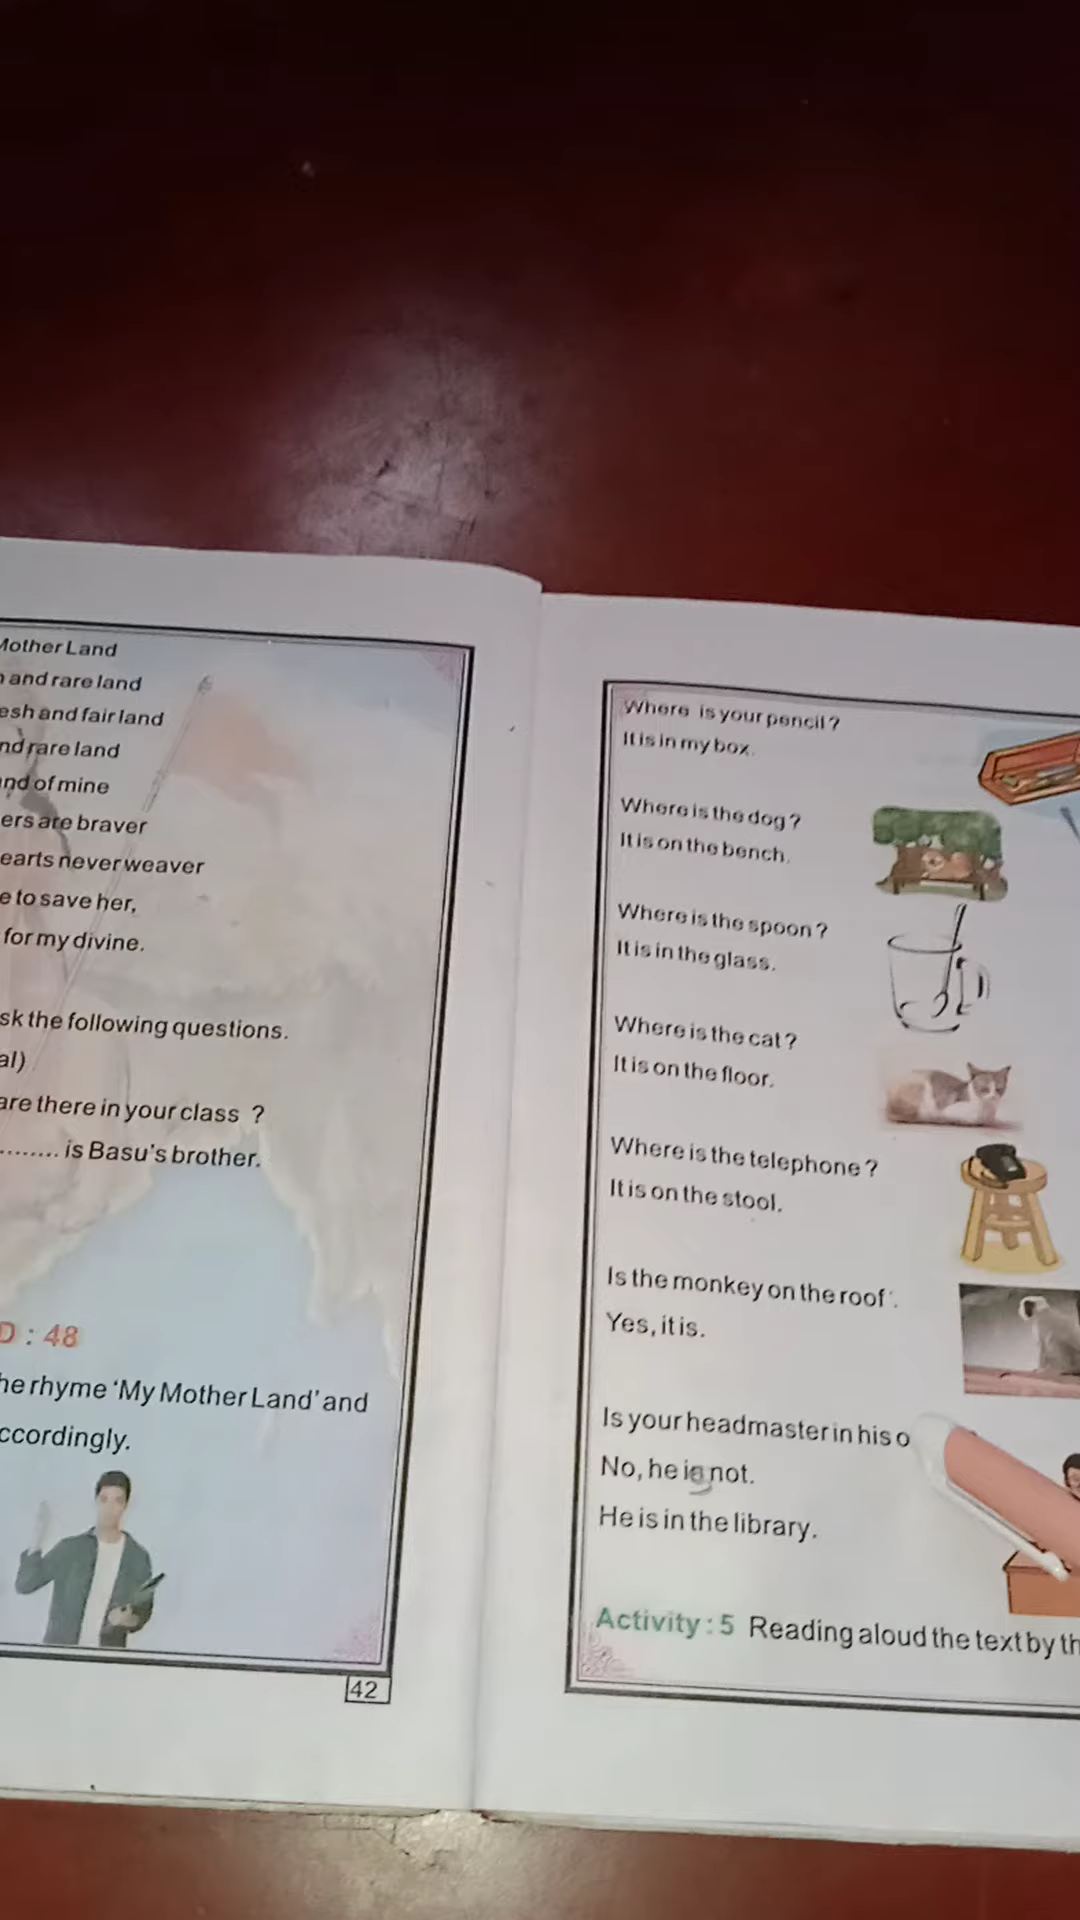 Mother Land
and rare land
esh and fair land
nd rare land
and of mine
ers are braver
earts never weaver
e to save her,
for my divine.
sk the following questions.
al)
are there in your class ?
........ is Basu's brother.
D : 48
he rhyme 'My Mother Land' and
ccordingly.
42
Where is your pencil ?
It is in my box.
Where is the dog ?
It is on the bench.
Where is the spoon ?
It is in the glass.
Where is the cat ?
It is on the floor.
Where is the telephone ?
It is on the stool.
Is the monkey on the roof
Yes, it is.
Is your headmaster in his o
No, he is not.
He is in the library.
Activity : 5 Reading aloud the text by th